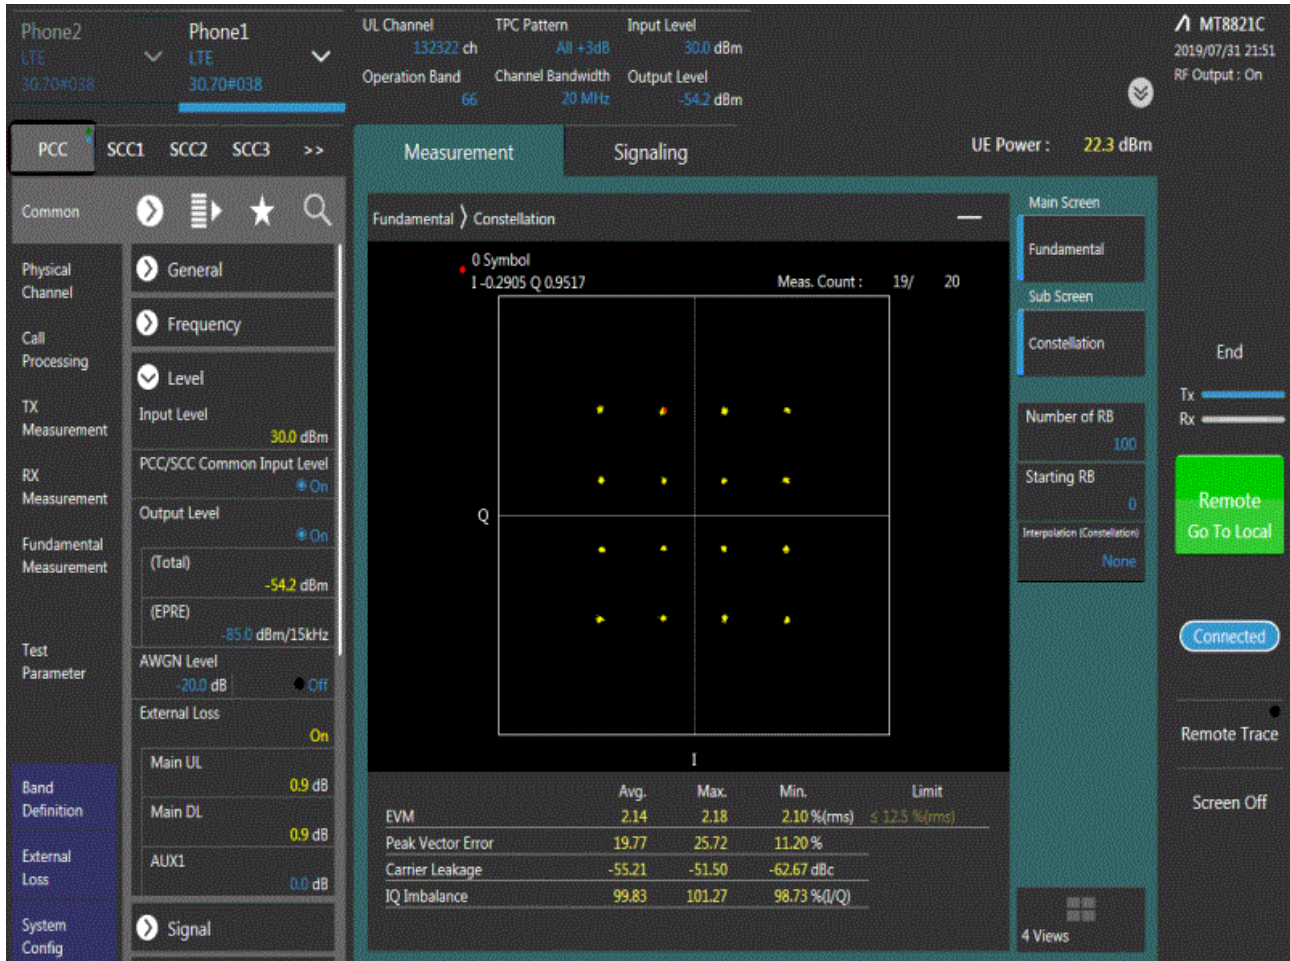 Phone2
LTE
30.70#038
Phone1
LTE
30.70#038
UL Channel
132322 ch
TPC Pattern
All +3dB
Input Level
30.0 dBm
Operation Band
66
Channel Bandwidth
20 MHz
Output Level
-54.2 dBm
MT8821C
2019/07/31 21:51
RF Output : On
PCC SCC1 SCC2 SCC3 >>
Measurement
Signaling
UE Power : 22.3 dBm
Common
Physical
Channel
Call
Processing
TX
Measurement
RX
Measurement
Fundamental
Measurement
Test
Parameter
Band
Definition
External
Loss
System
Config
General
Frequency
Level
Input Level
30.0 dBm
PCC/SCC Common Input Level
On
Output Level
On
(Total)
-54.2 dBm
(EPRE)
-85.0 dBm/15kHz
AWGN Level
-20.0 dB Off
External Loss
On
Main UL
0.9 dB
Main DL
0.9 dB
AUX1
0.0 dB
Signal
Fundamental Constellation
0 Symbol
I -0.2905 Q 0.9517
Meas. Count : 19/ 20
Q
I
Avg. Max. Min. Limit
EVM 2.14 2.18 2.10 %(rms) ≤ 12.5 %(rms)
Peak Vector Error 19.77 25.72 11.20 %
Carrier Leakage -55.21 -51.50 -62.67 dBc
IQ Imbalance 99.83 101.27 98.73 %(I/Q)
Main Screen
Fundamental
Sub Screen
Constellation
Number of RB
100
Starting RB
0
Interpolation (Constellation)
None
4 Views
End
Tx
Rx
Remote
Go To Local
Connected
Remote Trace
Screen Off